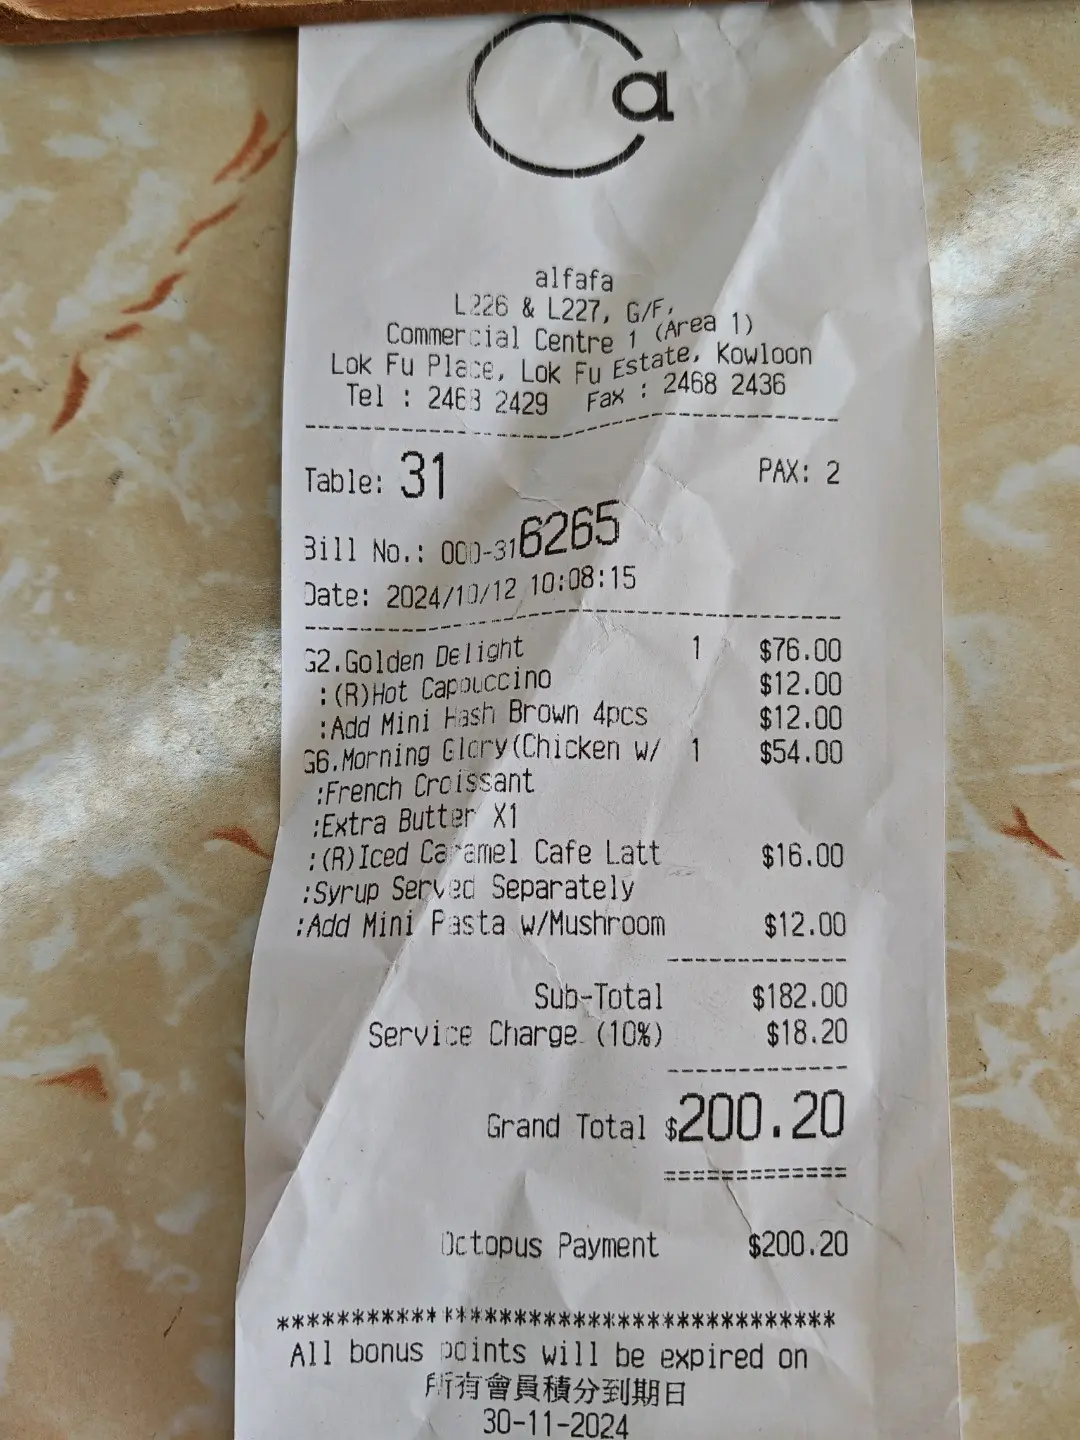 a
alfafa
L226 & L227, G/F,
Commercial Centre 1 (Area 1)
Lok Fu Place, Lok Fu Estate, Kowloon
Tel : 2468 2429 Fax : 2468 2436
Table: 31 PAX: 2
Bill No.: 000-316265
Date: 2024/10/12 10:08:15
G2.Golden Delight 1 $76.00
:(R)Hot Cappuccino $12.00
:Add Mini Hash Brown 4pcs $12.00
G6.Morning Glory(Chicken w/ 1 $54.00
:French Croissant
:Extra Butter X1
:(R)Iced Caramel Cafe Latt $16.00
:Syrup Served Separately
:Add Mini Pasta w/Mushroom $12.00
Sub-Total $182.00
Service Charge (10%) $18.20
Grand Total $200.20
Octopus Payment $200.20
All bonus points will be expired on
所有會員積分到期日
30-11-2024